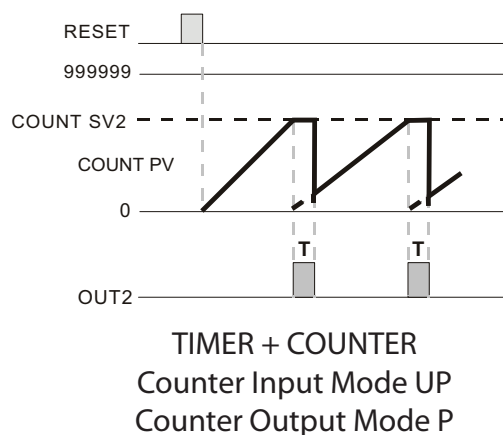 RESET
999999
COUNT SV2
COUNT PV
0
T T
OUT2
TIMER + COUNTER
Counter Input Mode UP
Counter Output Mode P